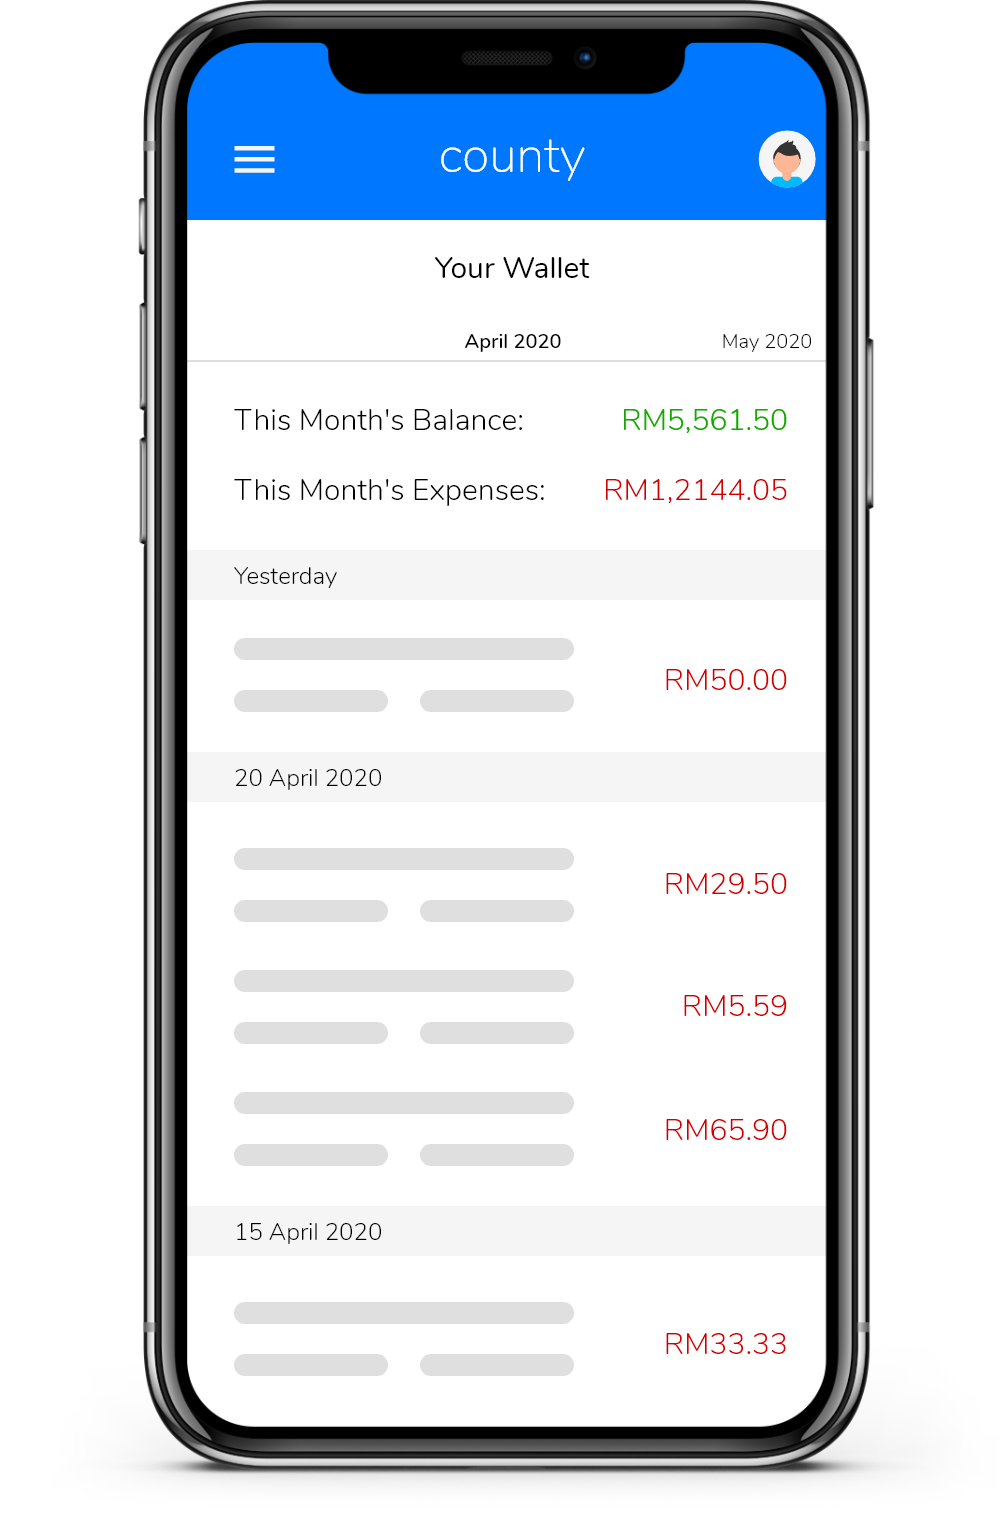 county
Your Wallet
April 2020 May 2020
This Month's Balance: RM5,561.50
This Month's Expenses: RM1,2144.05
Yesterday
RM50.00
20 April 2020
RM29.50
RM5.59
RM65.90
15 April 2020
RM33.33